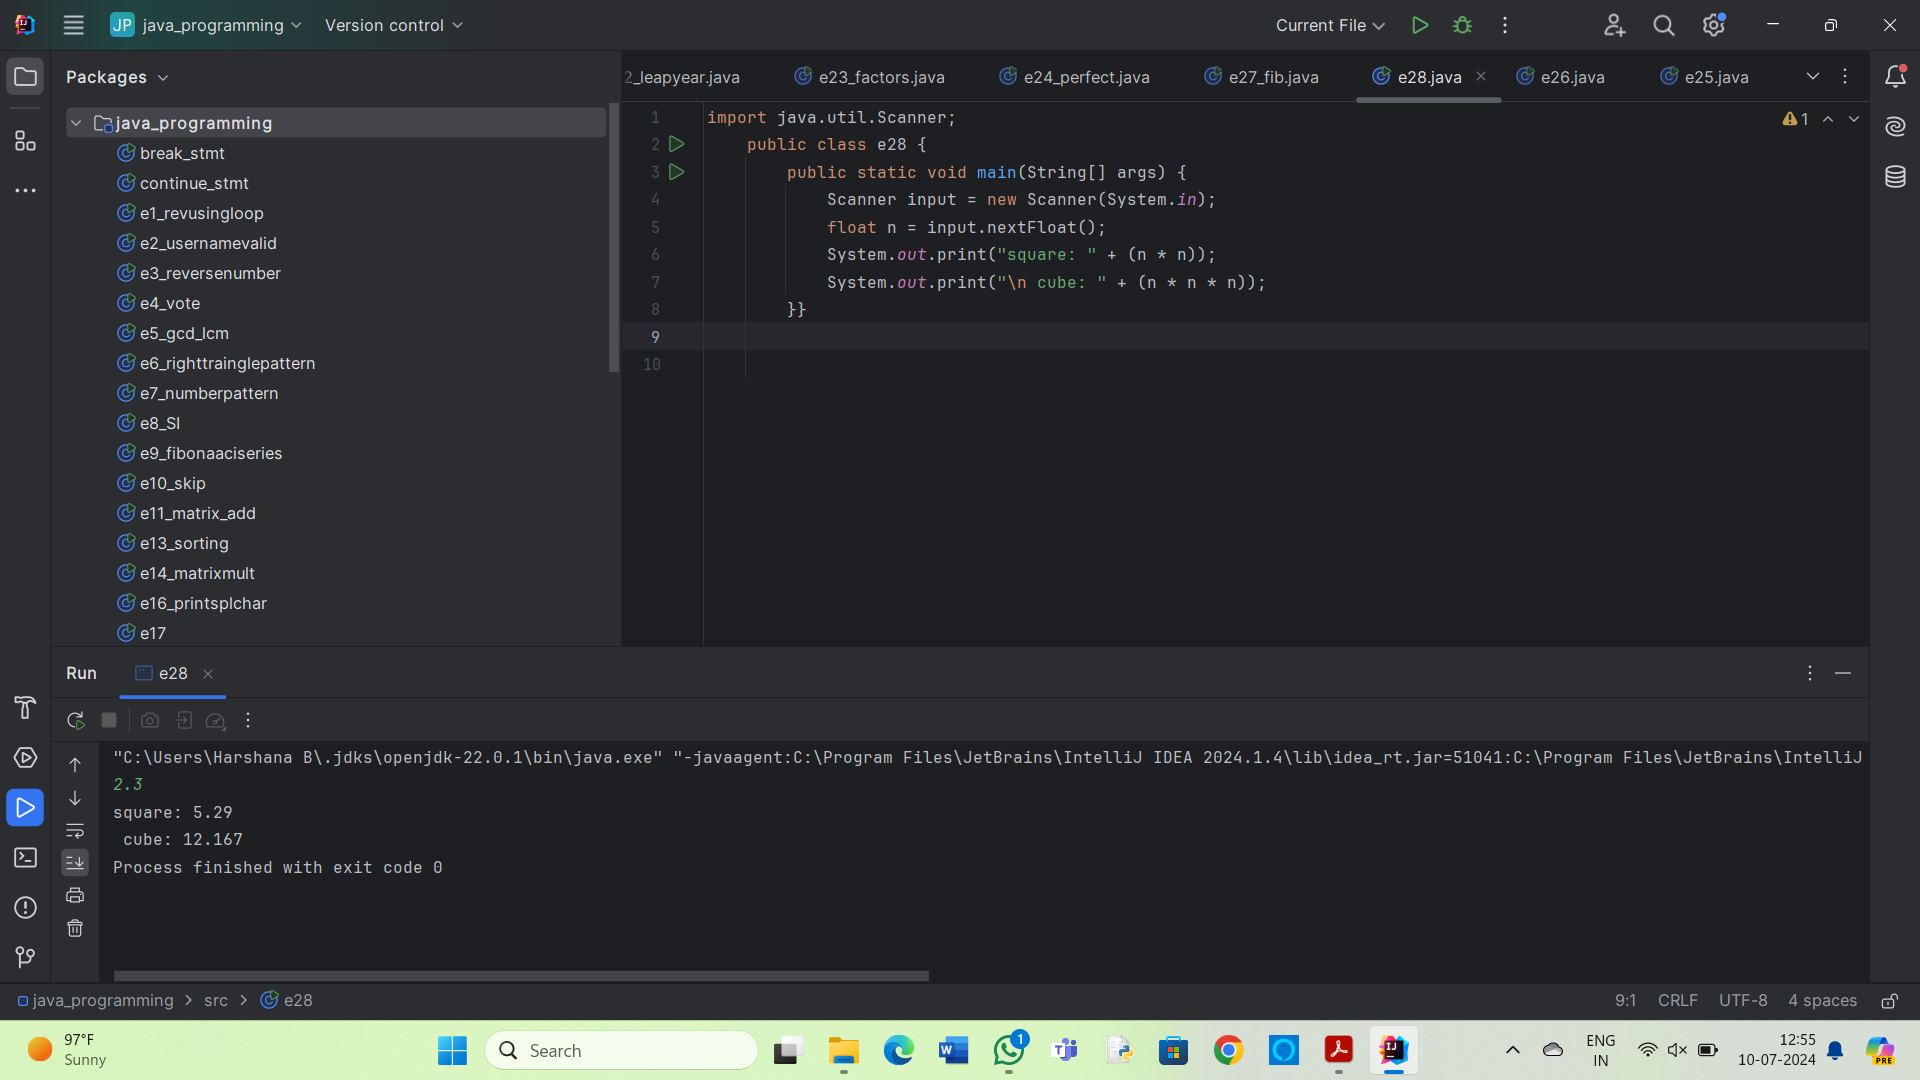 JP java_programming Version control Current File
Packages
2_leapyear.java e23_factors.java e24_perfect.java e27_fib.java e28.java e26.java e25.java
java_programming
break_stmt
continue_stmt
e1_revusingloop
e2_usernamevalid
e3_reversenumber
e4_vote
e5_gcd_lcm
e6_righttrainglepattern
e7_numberpattern
e8_SI
e9_fibonaaciseries
e10_skip
e11_matrix_add
e13_sorting
e14_matrixmult
e16_printsplchar
e17
1 import java.util.Scanner;
2 public class e28 {
3 public static void main(String[] args) {
4 Scanner input = new Scanner(System.in);
5 float n = input.nextFloat();
6 System.out.print("square: " + (n * n));
7 System.out.print("\n cube: " + (n * n * n));
8 }}
9
10
1
Run e28
"C:\Users\Harshana B\.jdks\openjdk-22.0.1\bin\java.exe" "-javaagent:C:\Program Files\JetBrains\IntelliJ IDEA 2024.1.4\lib\idea_rt.jar=51041:C:\Program Files\JetBrains\IntelliJ
2.3
square: 5.29
 cube: 12.167
Process finished with exit code 0
java_programming > src > e28 9:1 CRLF UTF-8 4 spaces
97°F
Sunny
Search
1
ENG
IN
12:55
10-07-2024
PRE